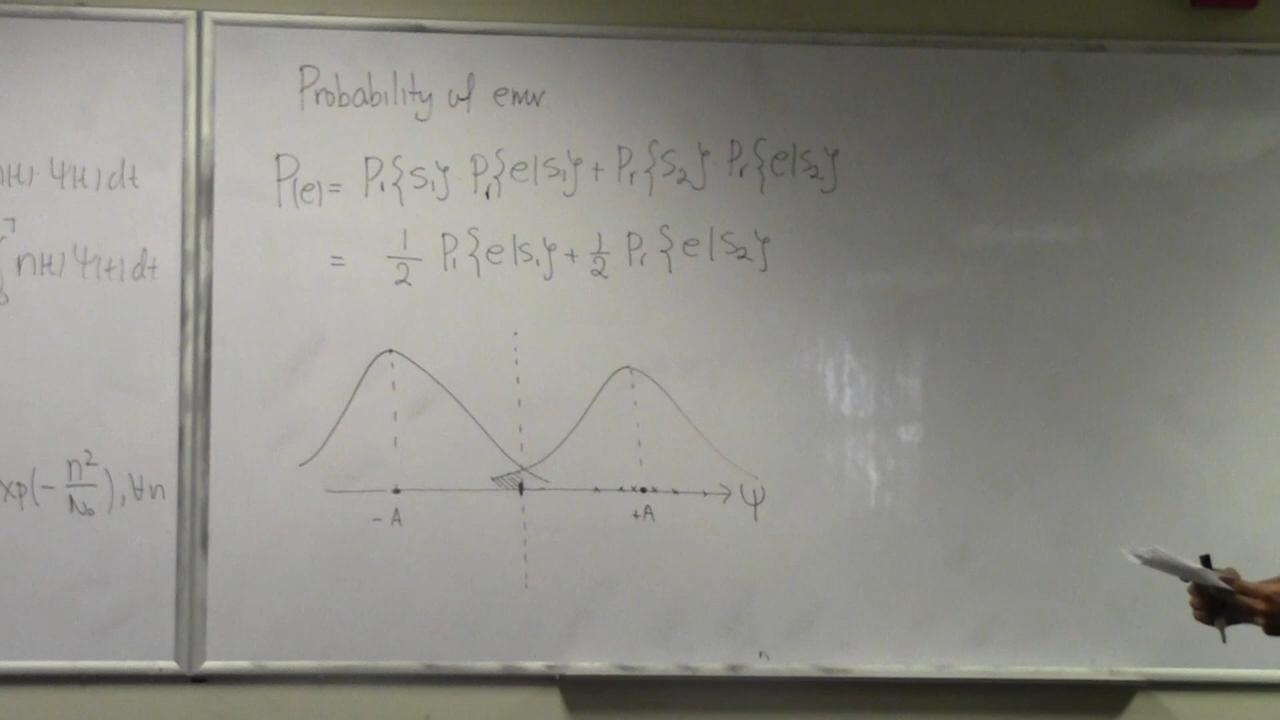 n(t) ψ(t) dt
n(t) ψ(t) dt
xp(- n²/N₀), ∀n
Probability of error
P(e) = Pr{s₁} · Pr{e|s₁} + Pr{s₂} · Pr{e|s₂}
= 1/2 Pr{e|s₁} + 1/2 Pr{e|s₂}
ψ
-A +A